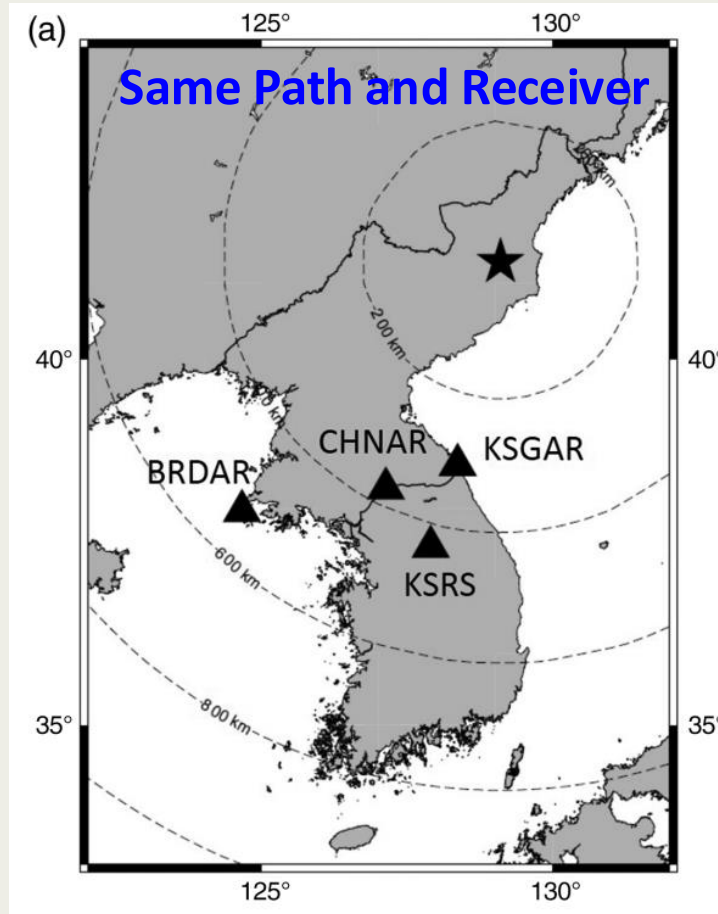 (a)
125°
130°
Same Path and Receiver
200 km
40°
40°
CHNAR
KSGAR
BRDAR
600 km
KSRS
800 km
35°
35°
125°
130°